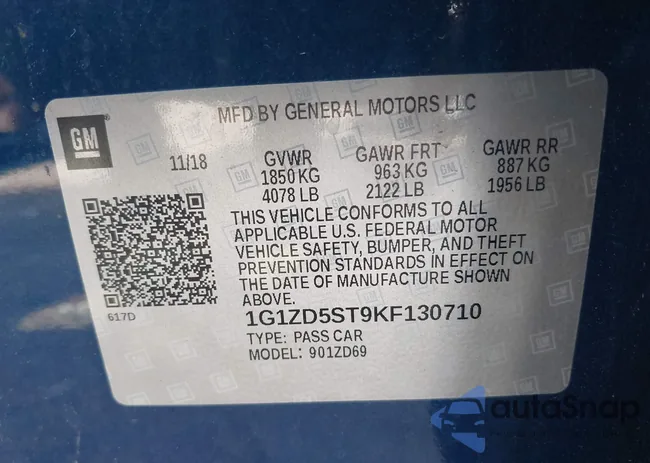 MFD BY GENERAL MOTORS LLC
GM
11/18
GVWR
1850 KG
4078 LB
GAWR FRT
963 KG
2122 LB
GAWR RR
887 KG
1956 LB
THIS VEHICLE CONFORMS TO ALL
APPLICABLE U.S. FEDERAL MOTOR
VEHICLE SAFETY, BUMPER, AND THEFT
PREVENTION STANDARDS IN EFFECT ON
THE DATE OF MANUFACTURE SHOWN
ABOVE.
617D
1G1ZD5ST9KF130710
TYPE: PASS CAR
MODEL: 901ZD69
autoSnap